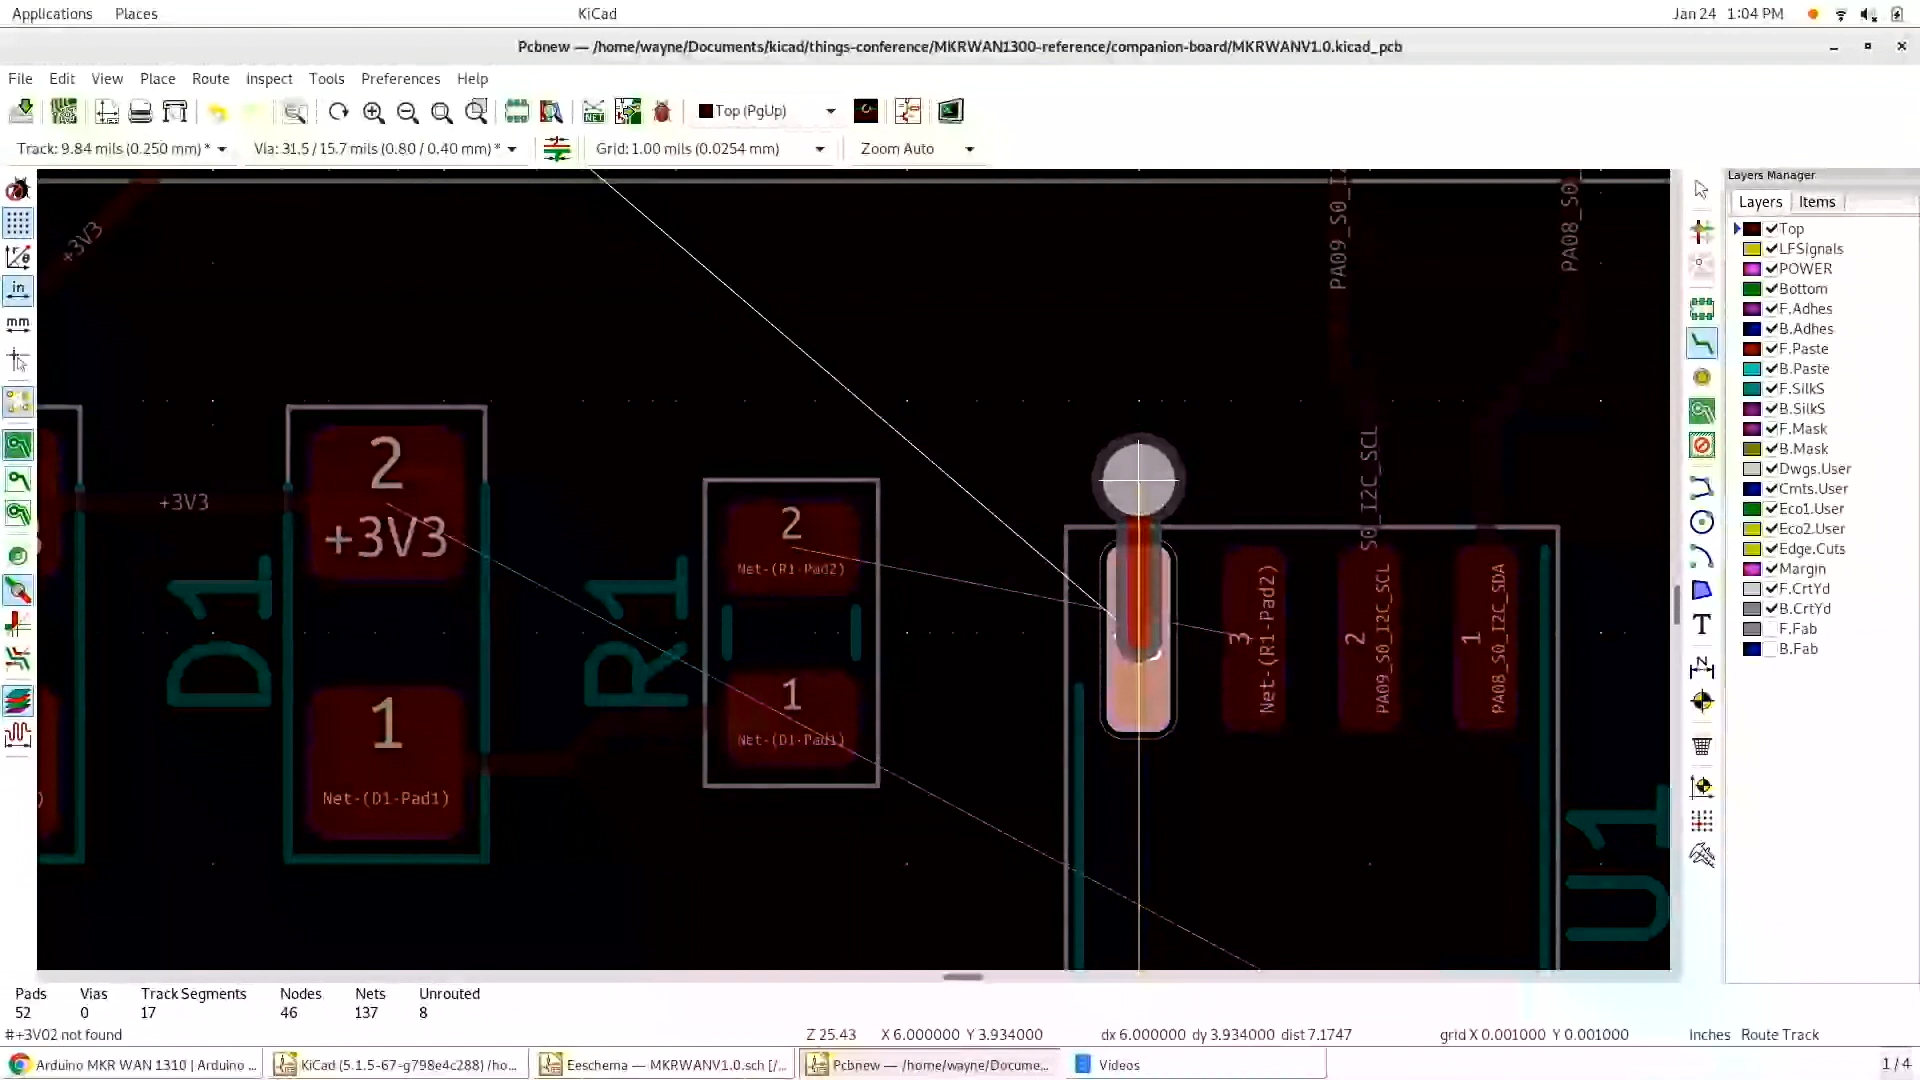 Applications Places KiCad Jan 24 1:04 PM
Pcbnew — /home/wayne/Documents/kicad/things-conference/MKRWAN1300-reference/companion-board/MKRWANV1.0.kicad_pcb
File Edit View Place Route Inspect Tools Preferences Help
NET Top (PgUp)
Track: 9.84 mils (0.250 mm) * Via: 31.5 / 15.7 mils (0.80 / 0.40 mm) * Grid: 1.00 mils (0.0254 mm) Zoom Auto
Layers Manager
Layers Items
Top
LFSignals
POWER
Bottom
F.Adhes
B.Adhes
F.Paste
B.Paste
F.SilkS
B.SilkS
F.Mask
B.Mask
Dwgs.User
Cmts.User
Eco1.User
Eco2.User
Edge.Cuts
Margin
F.CrtYd
B.CrtYd
F.Fab
B.Fab
in
mm
+3V3
+3V3
2
+3V3
1
Net-(D1-Pad1)
D1
R1
2
Net-(R1-Pad2)
1
Net-(D1-Pad1)
PA09_S0_I2
PA08_S0_
S0_I2C_SCL
3
Net-(R1-Pad2)
2
PA09_S0_I2C_SCL
1
PA08_S0_I2C_SDA
U1
Pads Vias Track Segments Nodes Nets Unrouted
52 0 17 46 137 8
#+3V02 not found Z 25.43 X 6.000000 Y 3.934000 dx 6.000000 dy 3.934000 dist 7.1747 grid X 0.001000 Y 0.001000 Inches Route Track
Arduino MKR WAN 1310 | Arduino ... KiCad (5.1.5-67-g798e4c288) /ho... Eeschema — MKRWANV1.0.sch [/... Pcbnew — /home/wayne/Docume... Videos 1 / 4